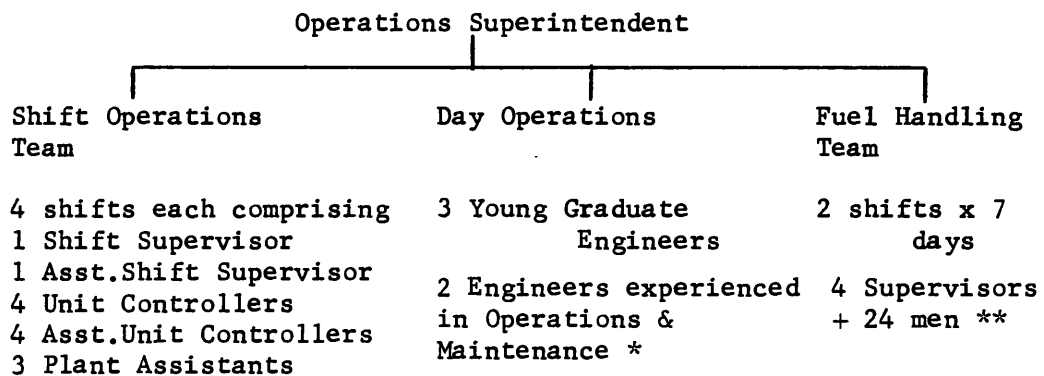 Operations Superintendent
Shift Operations
Team
4 shifts each comprising
1 Shift Supervisor
1 Asst.Shift Supervisor
4 Unit Controllers
4 Asst.Unit Controllers
3 Plant Assistants
Day Operations
3 Young Graduate
Engineers
2 Engineers experienced
in Operations &
Maintenance *
Fuel Handling
Team
2 shifts x 7
days
4 Supervisors
+ 24 men **